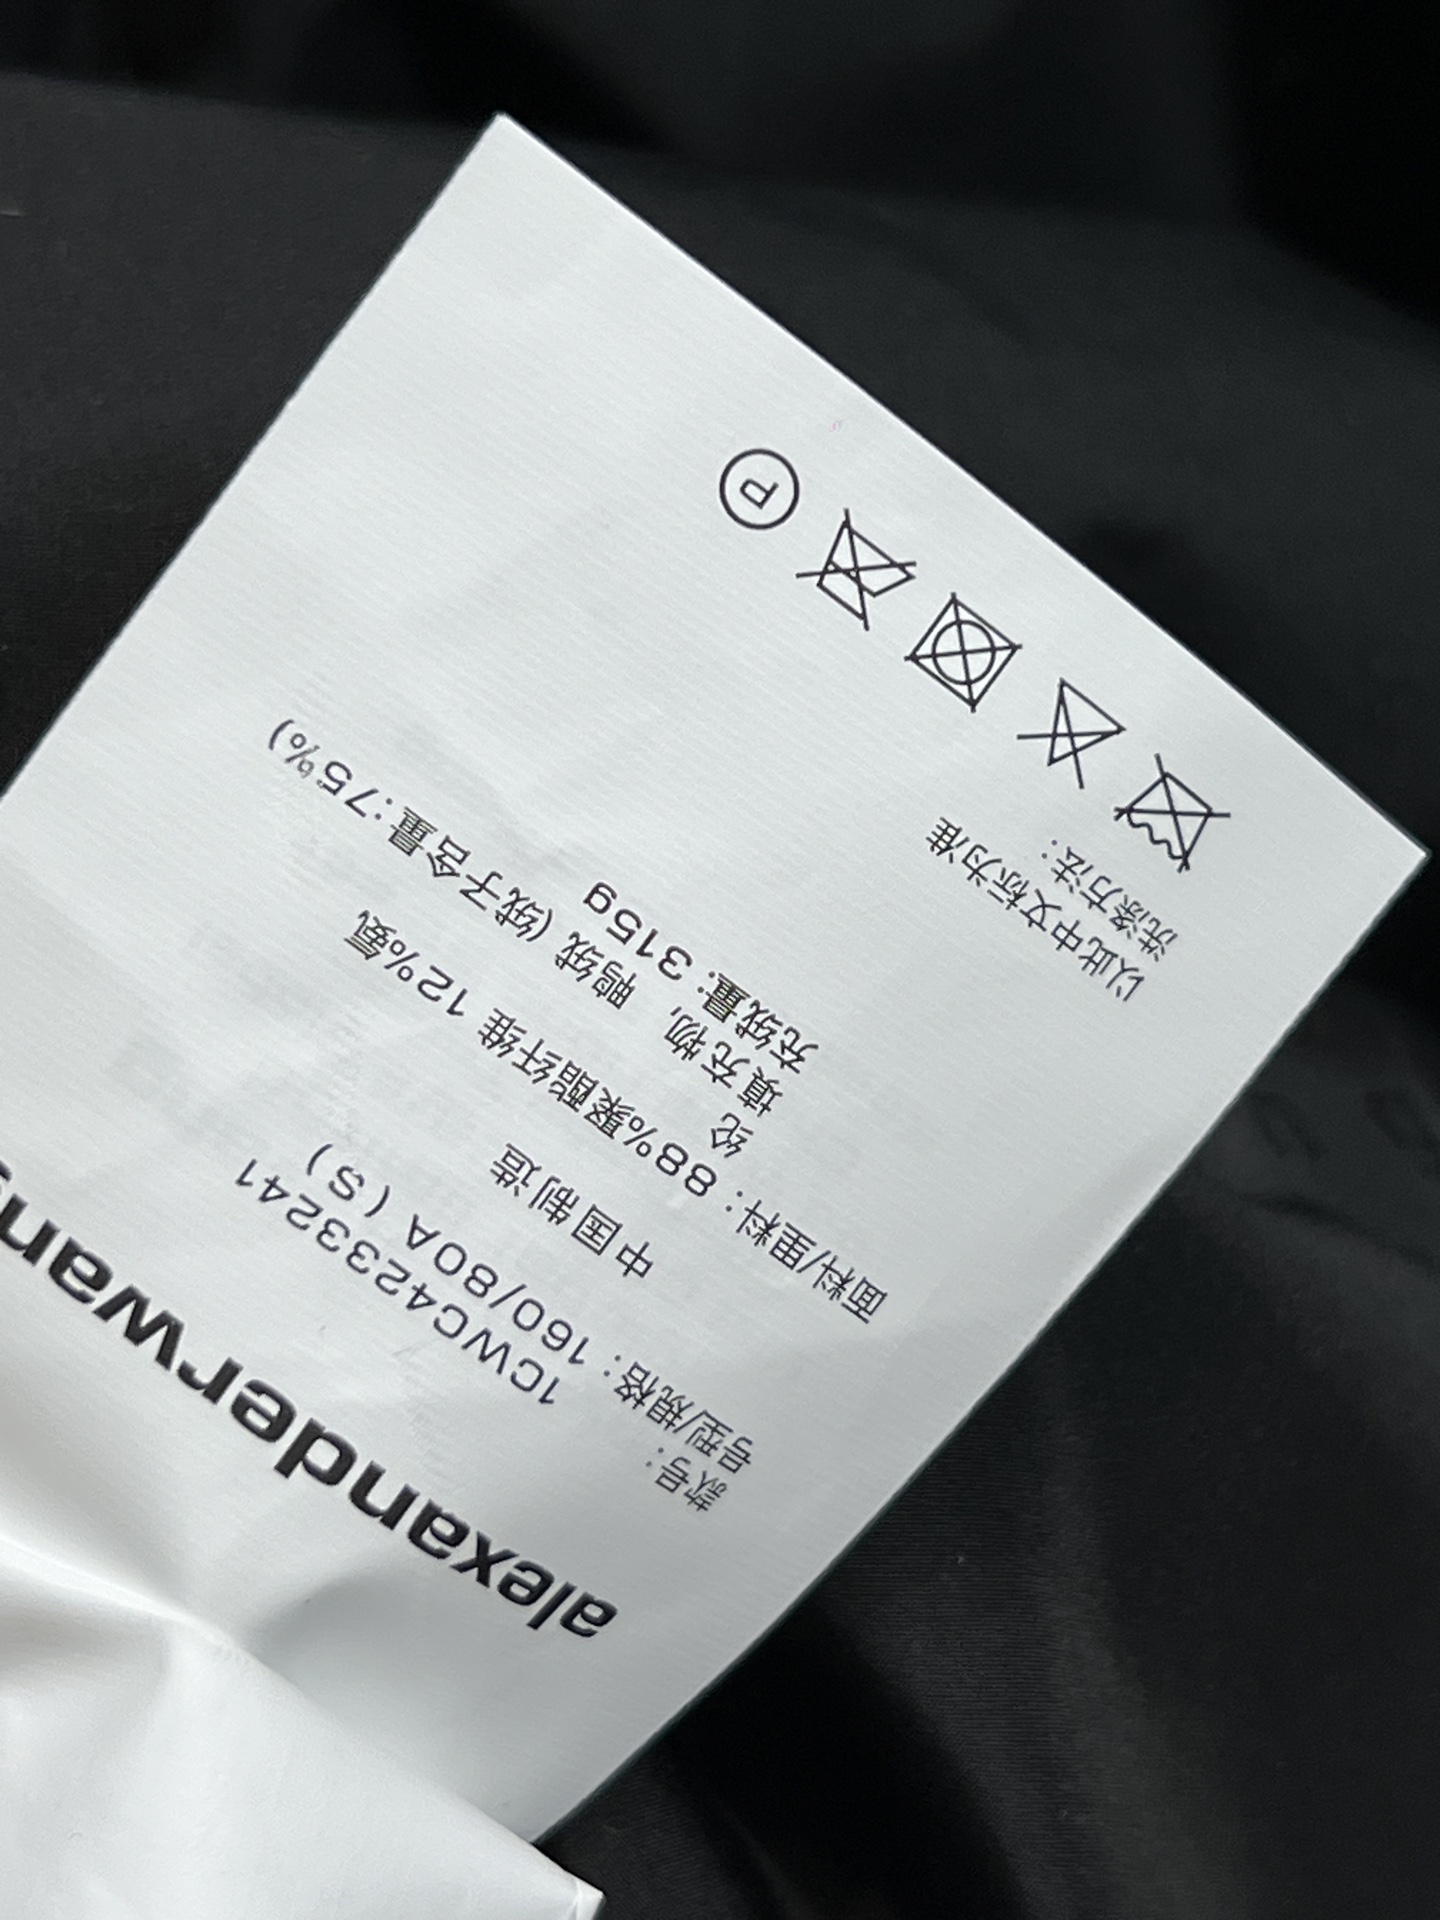 alexanderwang
款号: 1CWC4233241
号型/规格: 160/80A (S)
中国制造
面料/里料: 88%聚酯纤维 12%氨
纶
填充物: 鸭绒 (绒子含量:75%)
充绒量: 315g
以此中文标为准
洗涤方法:
P